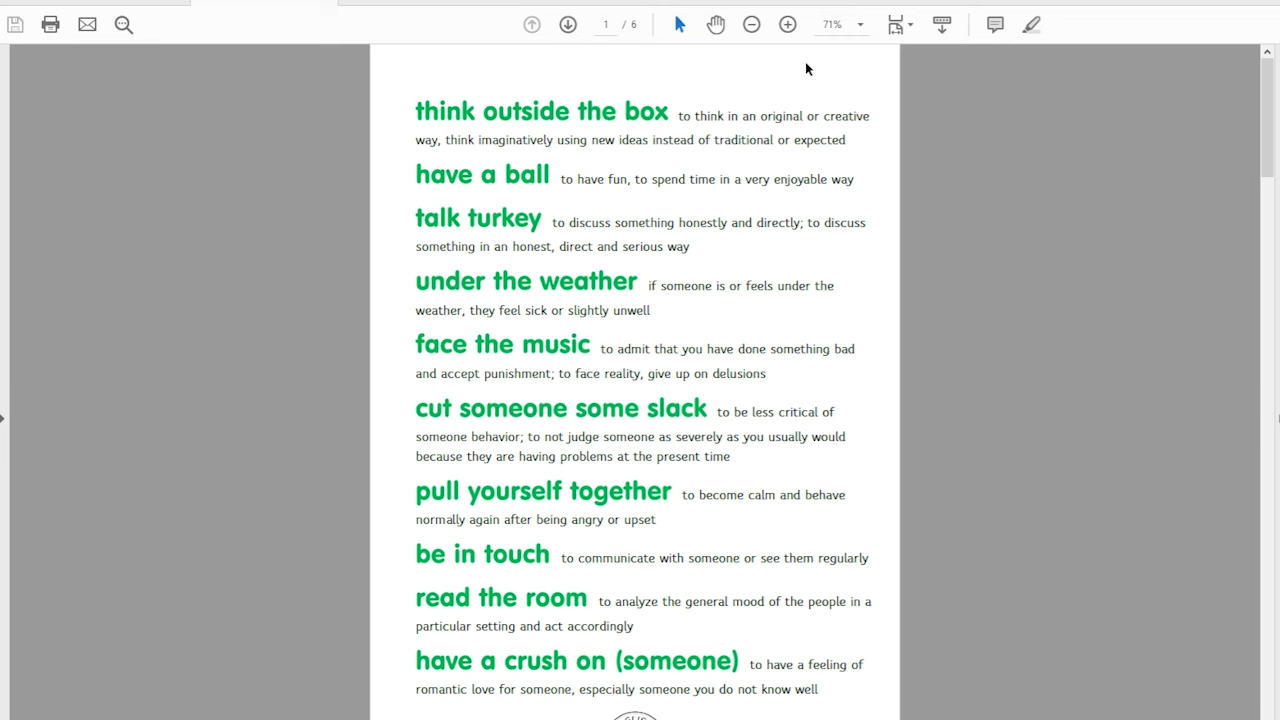 1 / 6
71%
think outside the box to think in an original or creative
way, think imaginatively using new ideas instead of traditional or expected
have a ball to have fun, to spend time in a very enjoyable way
talk turkey to discuss something honestly and directly; to discuss
something in an honest, direct and serious way
under the weather if someone is or feels under the
weather, they feel sick or slightly unwell
face the music to admit that you have done something bad
and accept punishment; to face reality, give up on delusions
cut someone some slack to be less critical of
someone behavior; to not judge someone as severely as you usually would
because they are having problems at the present time
pull yourself together to become calm and behave
normally again after being angry or upset
be in touch to communicate with someone or see them regularly
read the room to analyze the general mood of the people in a
particular setting and act accordingly
have a crush on (someone) to have a feeling of
romantic love for someone, especially someone you do not know well